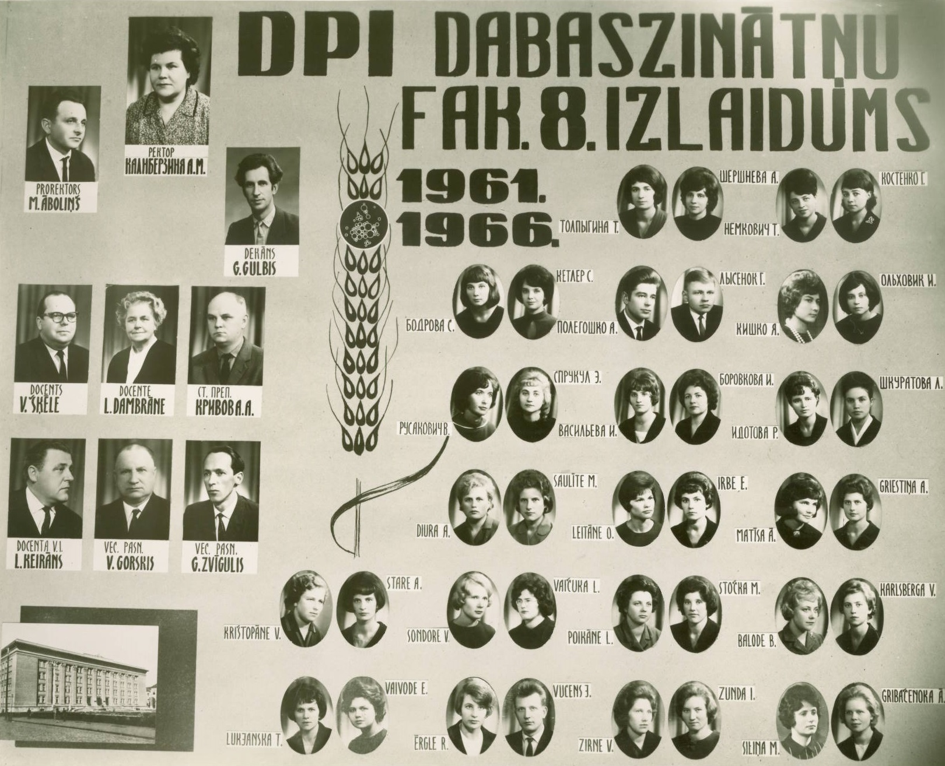 DPI DABASZINĀTŅU
FAK. 8. IZLAIDUMS
1961.
1966.
РЕКТОР
КАЛНБЕРЗИНА А.М.
PROREKTORS
M. ĀBOLIŅŠ
DEKĀNS
G. GULBIS
DOCENTS
V. ŠĶĒLE
DOCENTE
L. DAMBRĀNE
СТ. ПРЕП.
КРИВОВА. А.
DOCENTA V. I.
L. KEIRĀNS
VEC. PASN.
V. GORSKIS
VEC. PASN.
G. ZVĪGULIS
ТОЛПЫГИНА Т.
ШЕРШНЕВА А.
НЕМКОВИЧ Т.
КОСТЕНКО Г.
БОДРОВА С.
КЕТЛЕР С.
ПОЛЕГОШКО А.
ЛЫСЕНОК Г.
КИШКО А.
ОЛЬХОВИК И.
РУСАКОВИЧ В.
СПРУКУЛ Э.
ВАСИЛЬЕВА И.
БОРОВКОВА И.
ИДОТОВА Р.
ШКУРАТОВА Л.
DIURA A.
SAULĪTE M.
LEITĀNE O.
IRBE E.
MATĪSA Ā.
GRIESTIŅA A.
KRISTOPĀNE V.
STARE A.
SONDORE V.
VAIČUKA L.
POIKĀNE L.
STOČKA M.
BALODE B.
HARLSBERGA V.
LUKJANSKA T.
VAIVODE E.
ĒRGLE R.
VUCENS J.
ZIRNE V.
ZUNDA I.
SILIŅA M.
GRIBAČENOKA Ā.